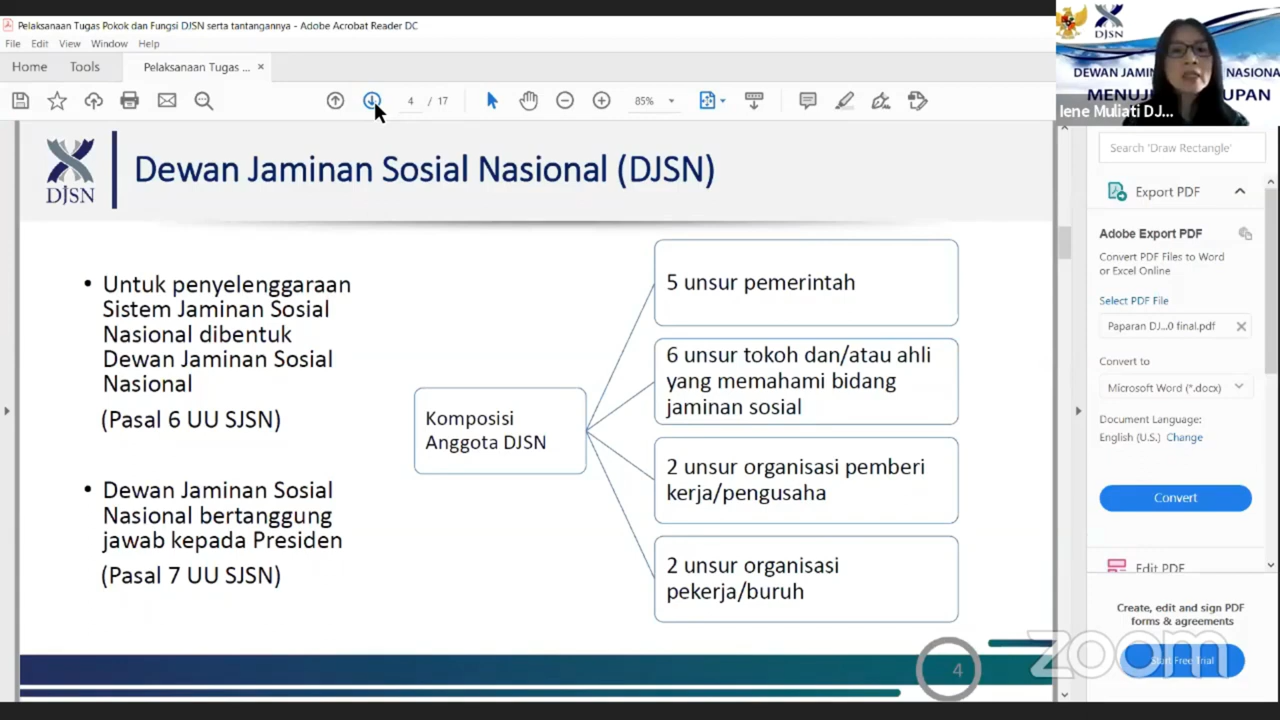 Pelaksanaan Tugas Pokok dan Fungsi DJSN serta tantangannya - Adobe Acrobat Reader DC
File Edit View Window Help
Home Tools Pelaksanaan Tugas ... ×
4 / 17 85%
DJSN
Dewan Jaminan Sosial Nasional (DJSN)
• Untuk penyelenggaraan
Sistem Jaminan Sosial
Nasional dibentuk
Dewan Jaminan Sosial
Nasional
(Pasal 6 UU SJSN)
• Dewan Jaminan Sosial
Nasional bertanggung
jawab kepada Presiden
(Pasal 7 UU SJSN)
Komposisi
Anggota DJSN
5 unsur pemerintah
6 unsur tokoh dan/atau ahli
yang memahami bidang
jaminan sosial
2 unsur organisasi pemberi
kerja/pengusaha
2 unsur organisasi
pekerja/buruh
4
DJSN
DEWAN JAMIN NASIONA
MENUJU UPAN
lene Muliati DJ...
Search 'Draw Rectangle'
Export PDF
Adobe Export PDF
Convert PDF Files to Word
or Excel Online
Select PDF File
Paparan DJ...0 final.pdf
Convert to
Microsoft Word (*.docx)
Document Language:
English (U.S.) Change
Convert
Edit PDF
Create, edit and sign PDF
forms & agreements
Start Free Trial
zoom